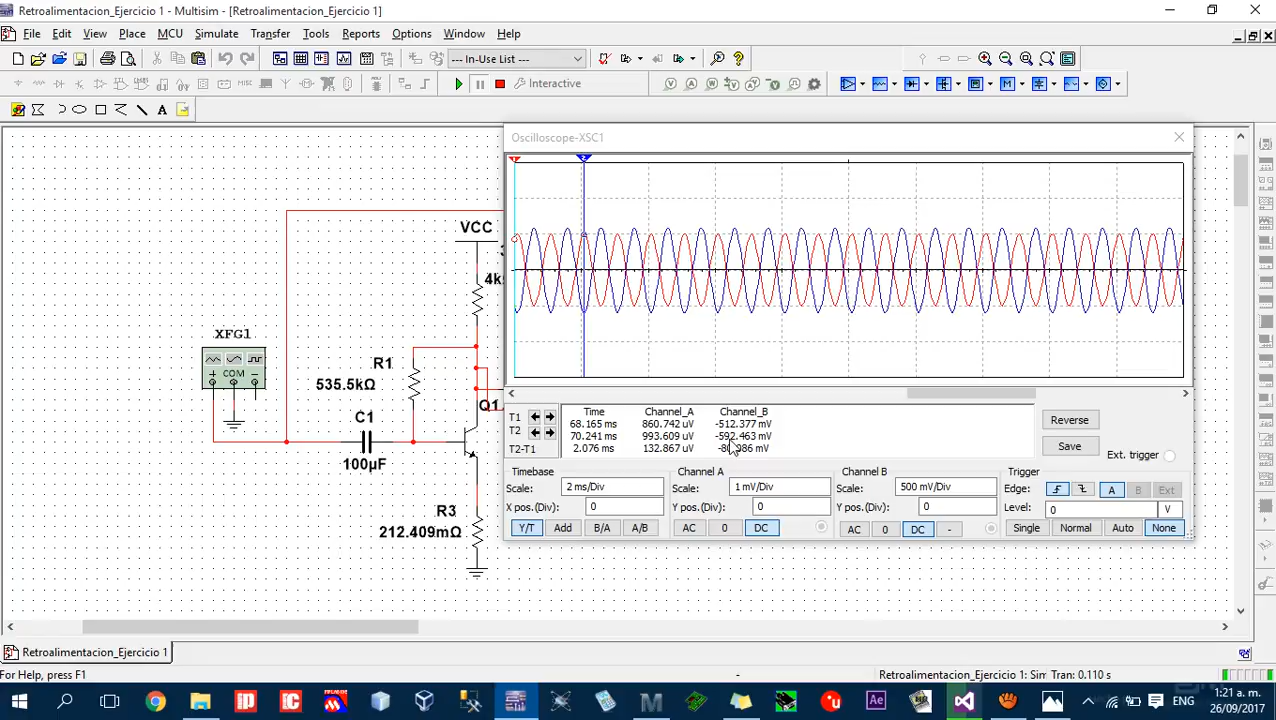 Retroalimentacion_Ejercicio 1 - Multisim - [Retroalimentacion_Ejercicio 1]
File Edit View Place MCU Simulate Transfer Tools Reports Options Window Help
--- In-Use List ---
Interactive
Oscilloscope-XSC1
VCC
XFG1
COM
R1
535.5kΩ
C1
100µF
Q1
R3
212.409mΩ
Time Channel_A Channel_B
T1 68.165 ms 860.742 uV -512.377 mV
T2 70.241 ms 993.609 uV -592.463 mV
T2-T1 2.076 ms 132.867 uV
Reverse
Save
Ext. trigger
Timebase
Scale: 2 ms/Div
X pos.(Div): 0
Y/T Add B/A A/B
Channel A
Scale: 1 mV/Div
Y pos.(Div): 0
AC 0 DC
Channel B
Scale: 500 mV/Div
Y pos.(Div): 0
AC 0 DC -
Trigger
Edge: A B Ext
Level: 0 V
Single Normal Auto None
Retroalimentacion_Ejercicio 1
For Help, press F1
-
Retroalimentacion_Ejercicio 1: Sim Tran: 0.110
ESP
1:21 a. m.
26/09/2017